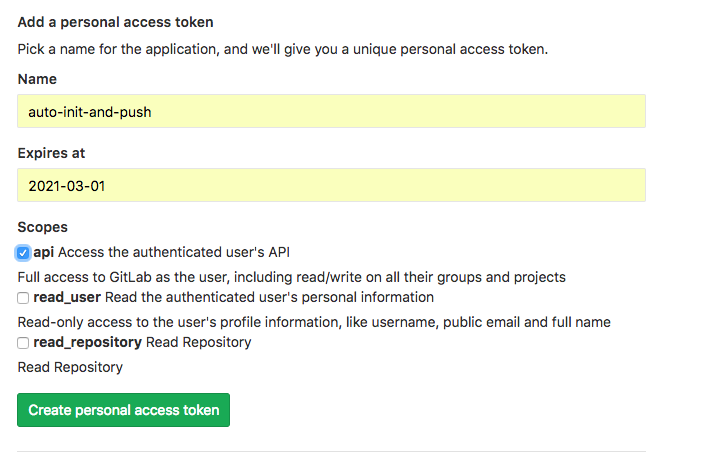 Add a personal access token
Pick a name for the application, and we'll give you a unique personal access token.
Name
auto-init-and-push
Expires at
2021-03-01
Scopes
api Access the authenticated user's API
Full access to GitLab as the user, including read/write on all their groups and projects
read_user Read the authenticated user's personal information
Read-only access to the user's profile information, like username, public email and full name
read_repository Read Repository
Read Repository
Create personal access token